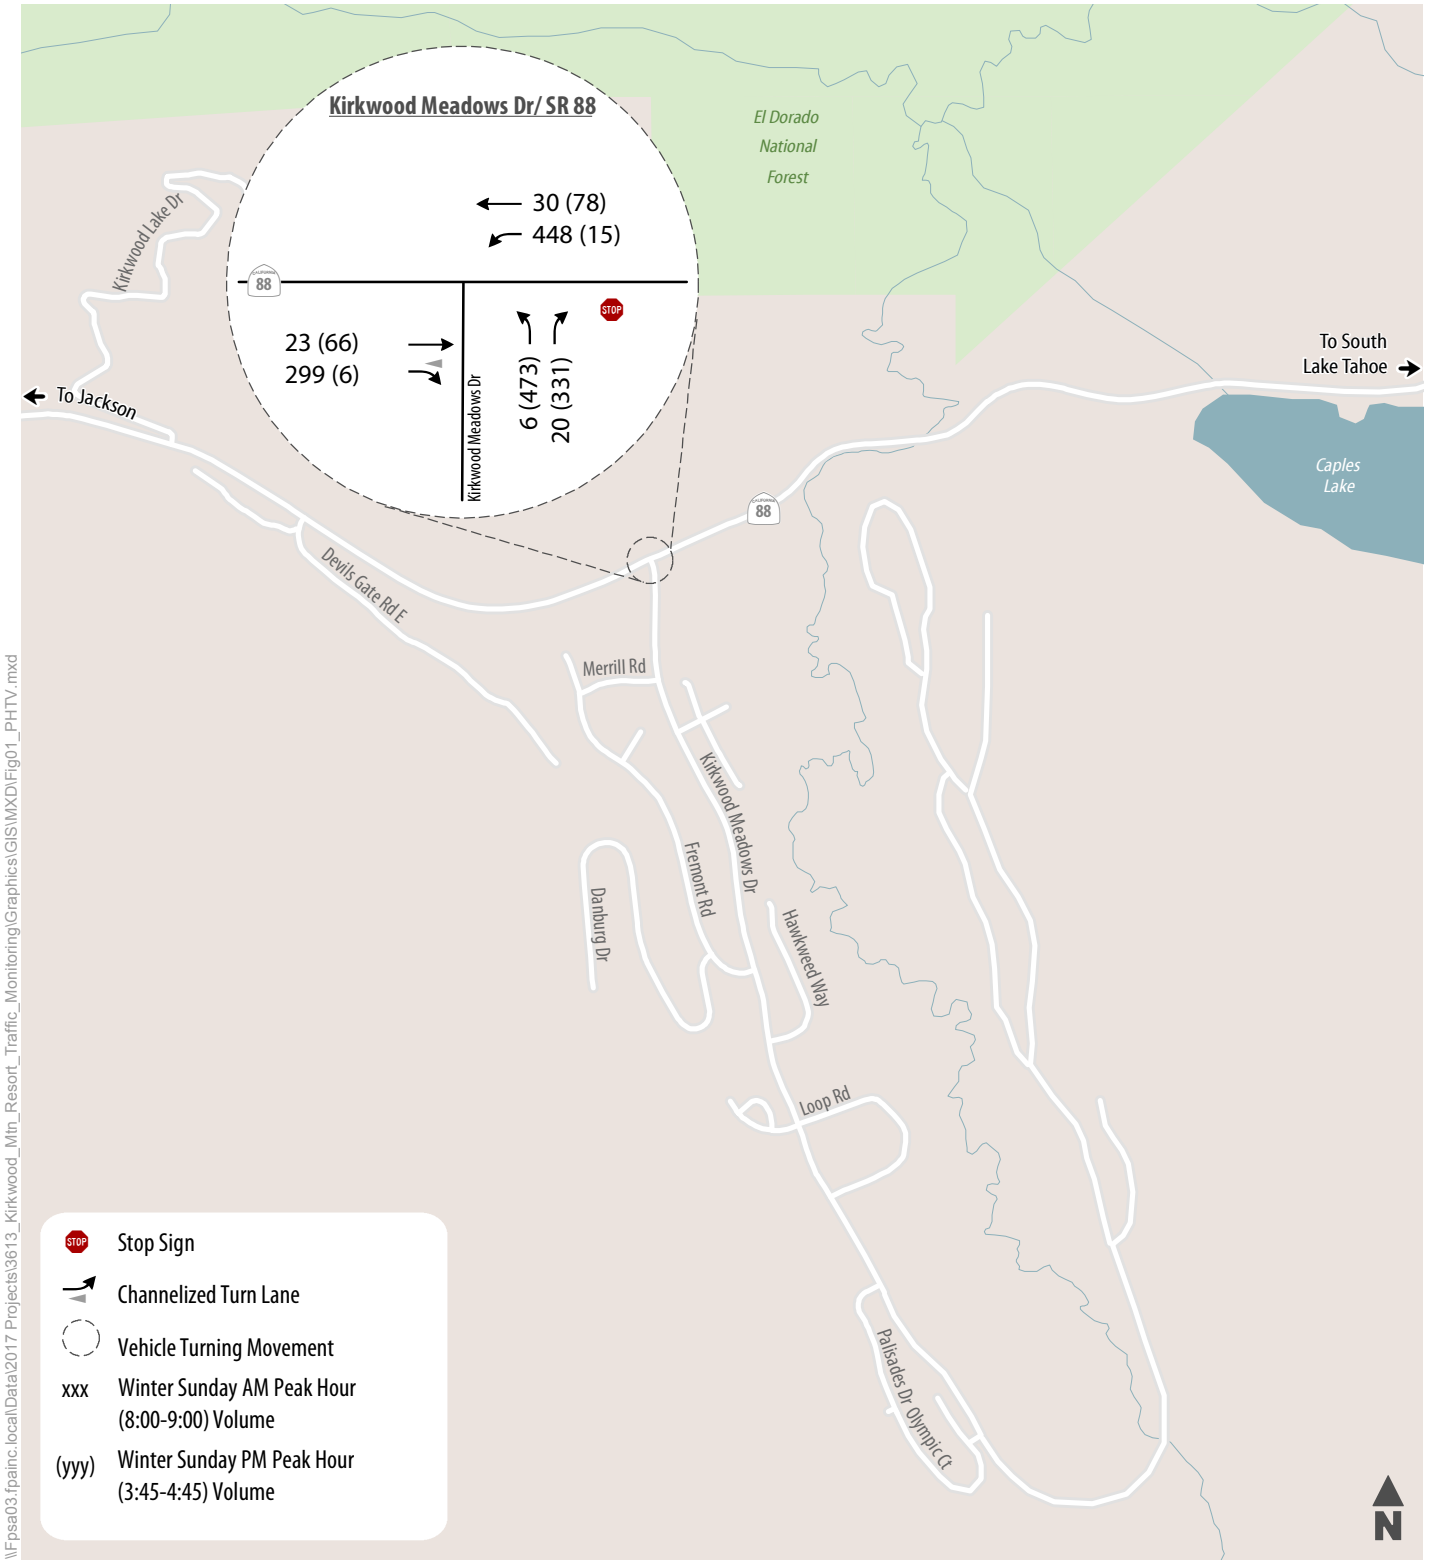 Kirkwood Meadows Dr/ SR 88
El Dorado
National
Forest
30 (78)
448 (15)
Kirkwood Lake Dr
CALIFORNIA
88
STOP
23 (66)
299 (6)
6 (473)
20 (331)
Kirkwood Meadows Dr
To South
Lake Tahoe
To Jackson
Caples
Lake
CALIFORNIA
88
Devils Gate Rd E
Merrill Rd
Kirkwood Meadows Dr
Fremont Rd
Danburg Dr
Hawkweed Way
Loop Rd
Palisades Dr
Olympic Ct
STOP
Stop Sign
Channelized Turn Lane
Vehicle Turning Movement
xxx
Winter Sunday AM Peak Hour
(8:00-9:00) Volume
(yyy)
Winter Sunday PM Peak Hour
(3:45-4:45) Volume
N
\\Fpsa03.fpainc.local\Data\2017 Projects\3613_Kirkwood_Mtn_Resort_Traffic_Monitoring\Graphics\GIS\MXD\Fig01_PHTV.mxd